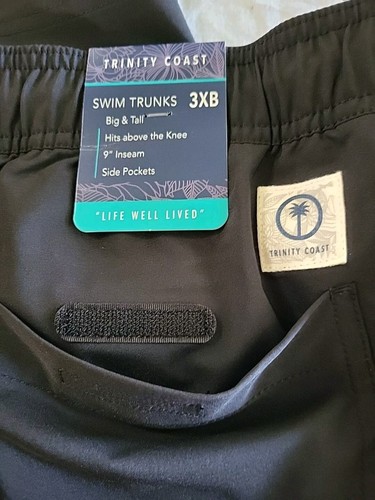 TRINITY COAST
SWIM TRUNKS 3XB
Big & Tall
Hits above the Knee
9" Inseam
Side Pockets
"LIFE WELL LIVED"
TRINITY COAST